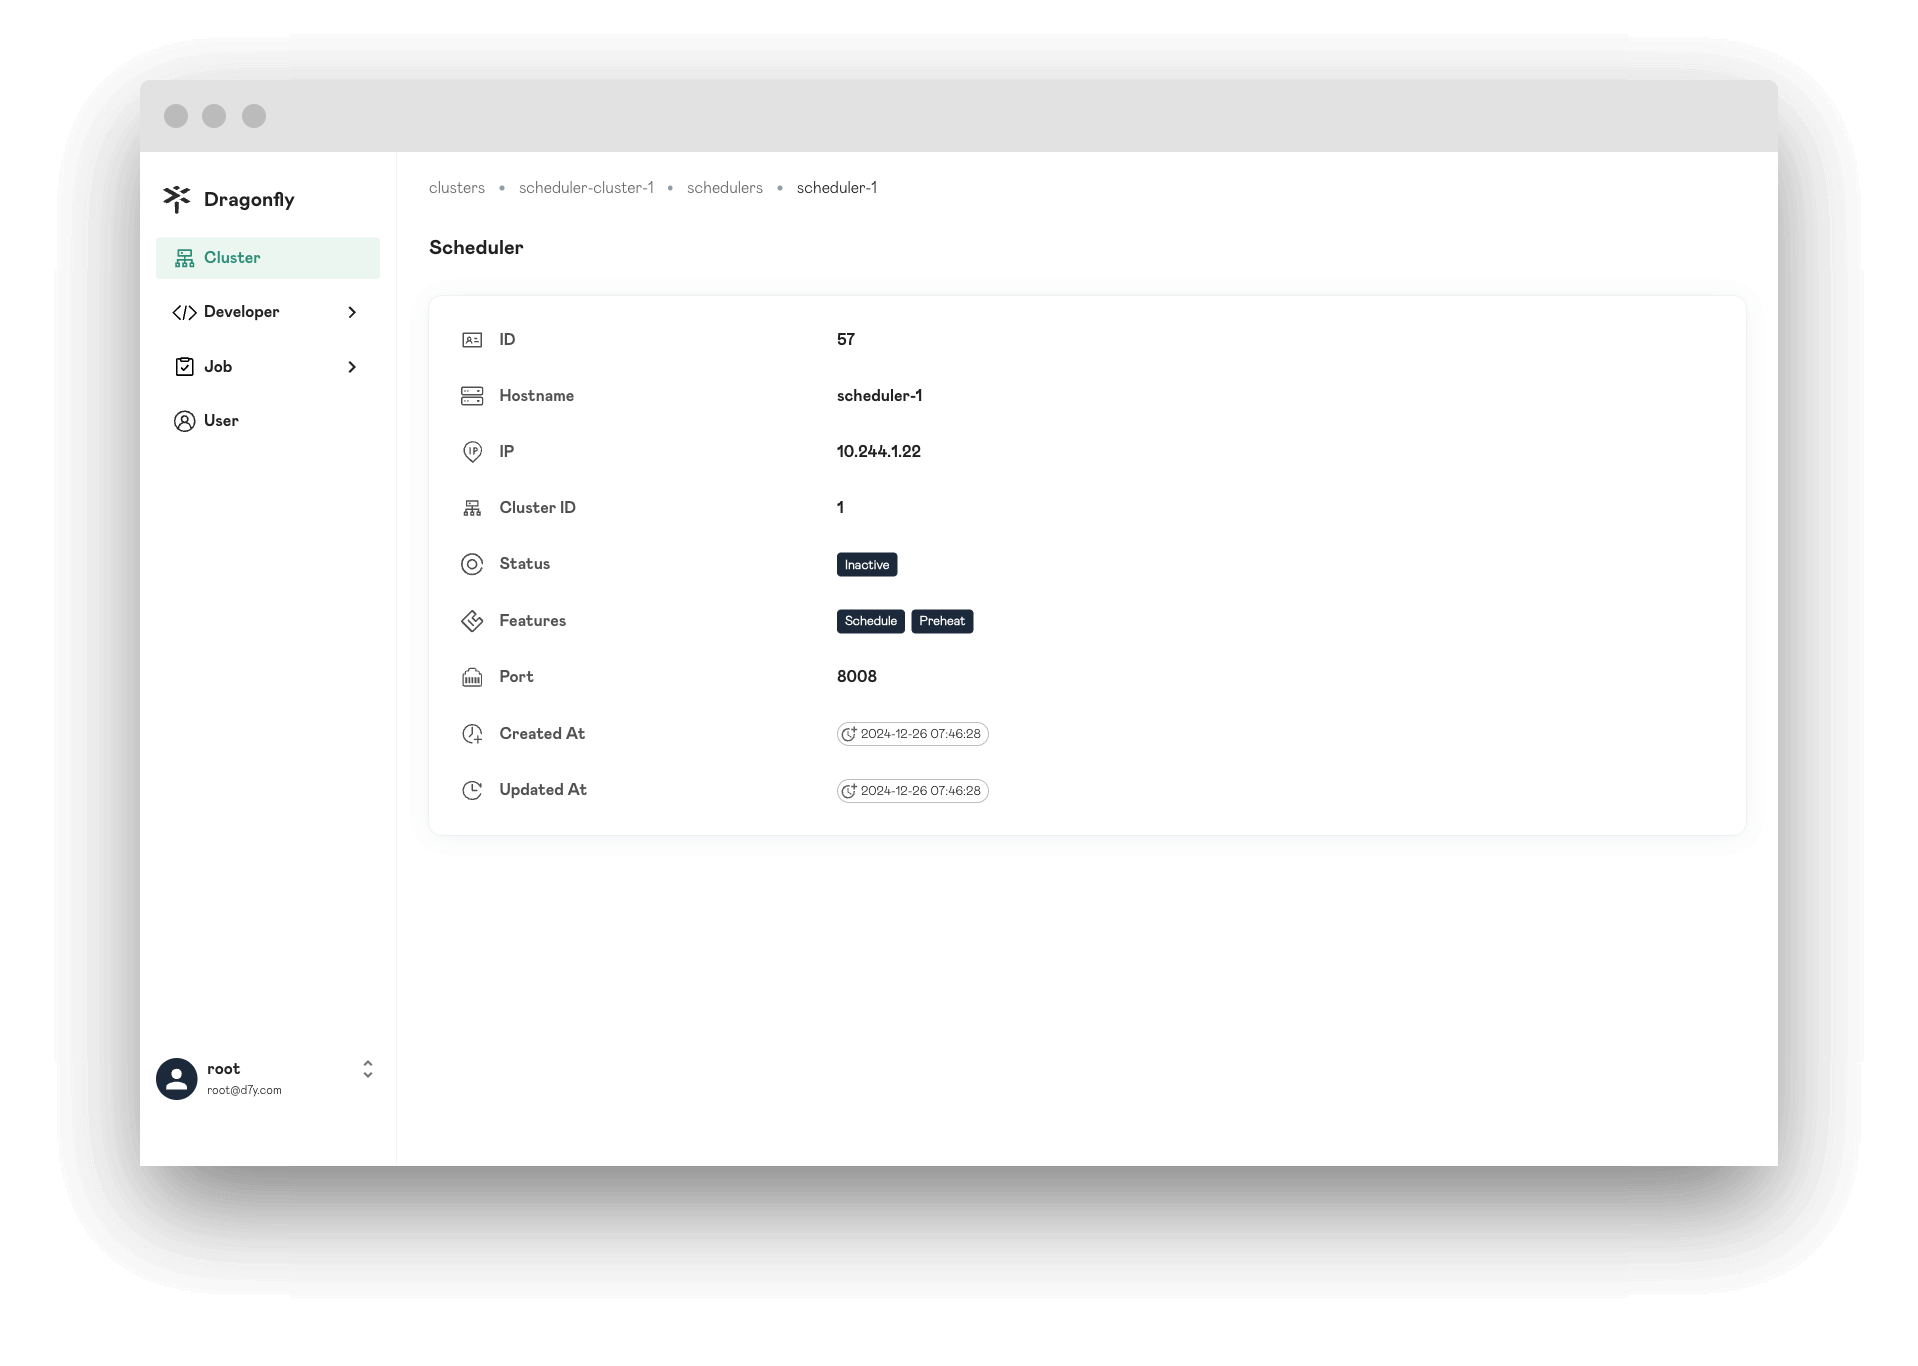 Dragonfly
Cluster
Developer
Job
User
root
root@d7y.com
clusters • scheduler-cluster-1 • schedulers • scheduler-1
Scheduler
ID 57
Hostname scheduler-1
IP 10.244.1.22
Cluster ID 1
Status Inactive
Features Schedule Preheat
Port 8008
Created At 2024-12-26 07:46:28
Updated At 2024-12-26 07:46:28